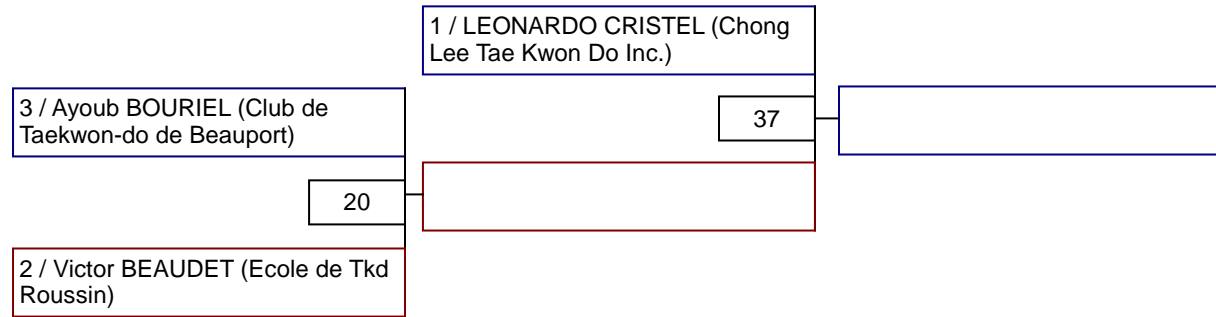 1 / LEONARDO CRISTEL (Chong
Lee Tae Kwon Do Inc.)
3 / Ayoub BOURIEL (Club de
Taekwon-do de Beauport)
37
20
2 / Victor BEAUDET (Ecole de Tkd
Roussin)